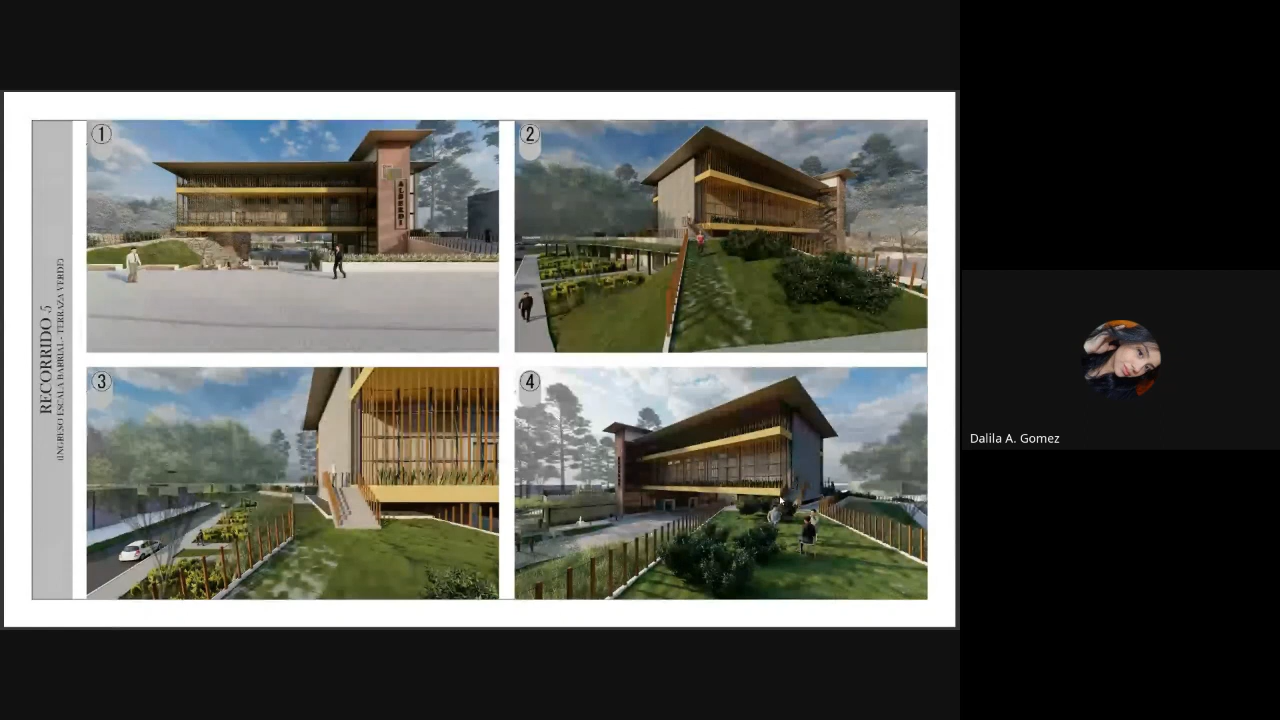 RECORRIDO 5
(INGRESO ESCALA BARRIAL - TERRAZA VERDE)
1
2
ALBERDI
3
4
Dalila A. Gomez